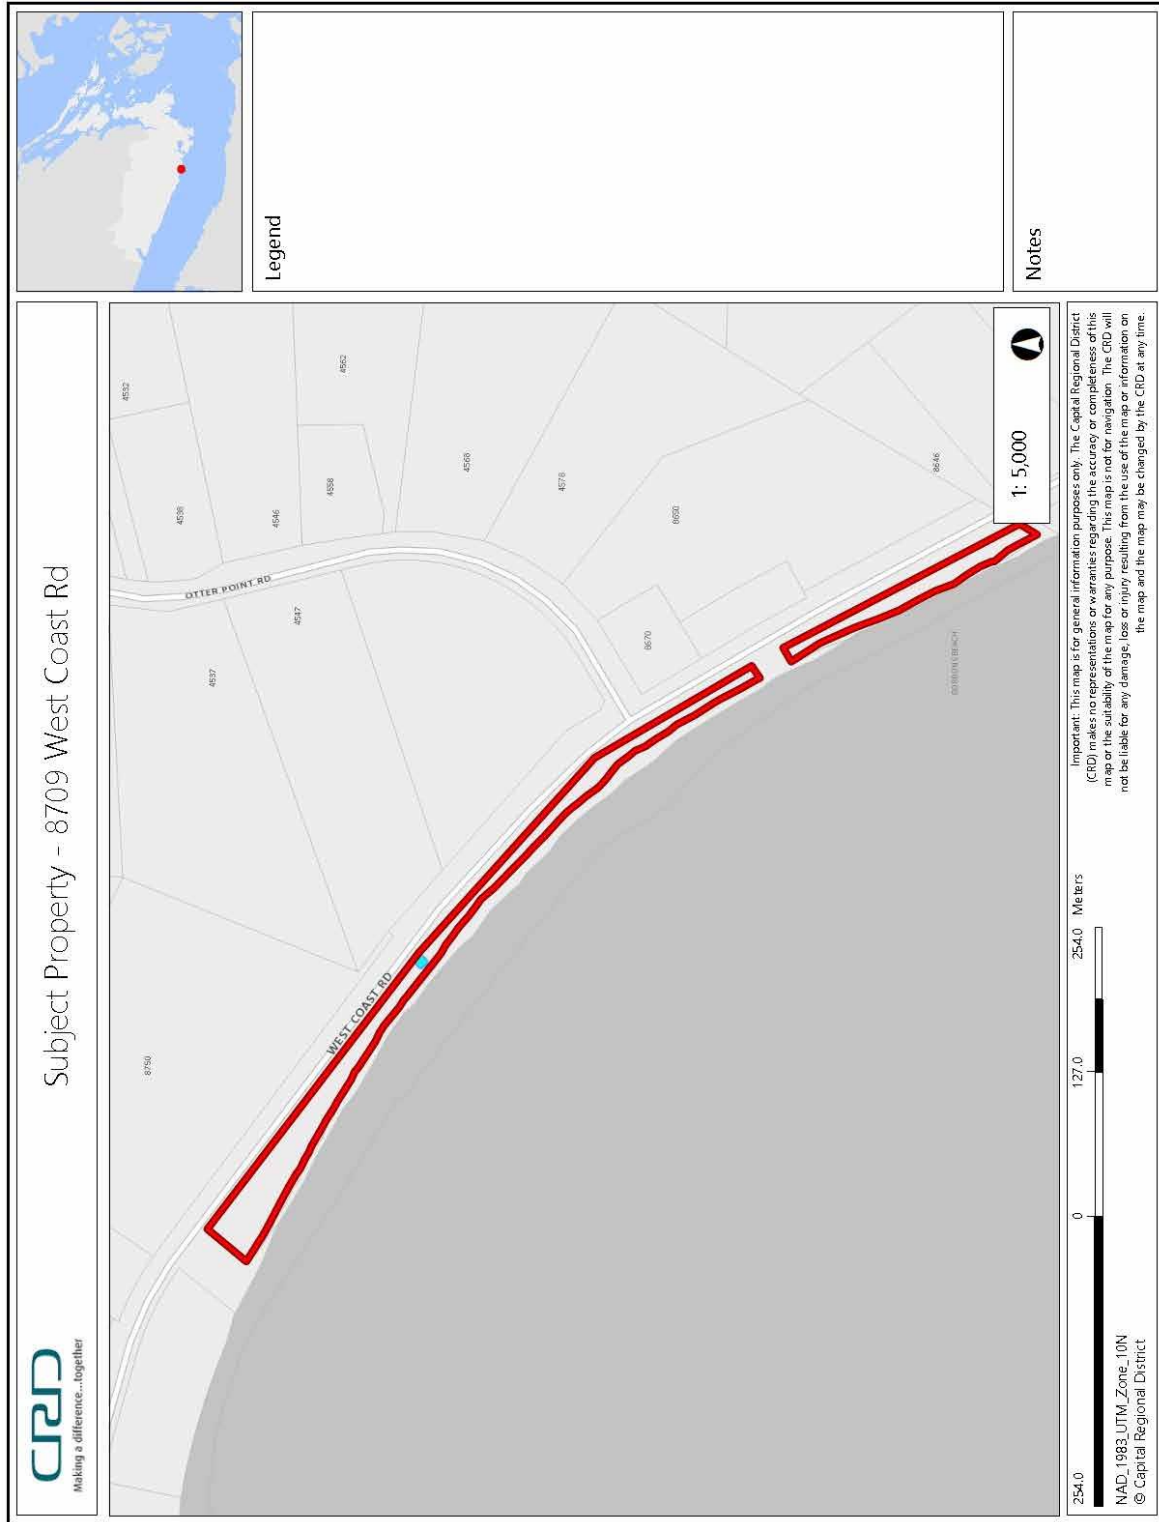 CRD
Making a difference...together
Subject Property - 8709 West Coast Rd
8750
4537
4547
OTTER POINT RD
4598
4546
4558
4562
4568
4578
8670
8650
8646
WEST COAST RD
1: 5,000
Legend
Notes
254.0
0
127.0
254.0 Meters
NAD_1983_UTM_Zone_10N
© Capital Regional District
Important: This map is for general information purposes only. The Capital Regional District
(CRD) makes no representations or warranties regarding the accuracy or completeness of this
map or the suitability of the map for any purpose. This map is not for navigation. The CRD will
not be liable for any damage, loss or injury resulting from the use of the map or information on
the map and the map may be changed by the CRD at any time.